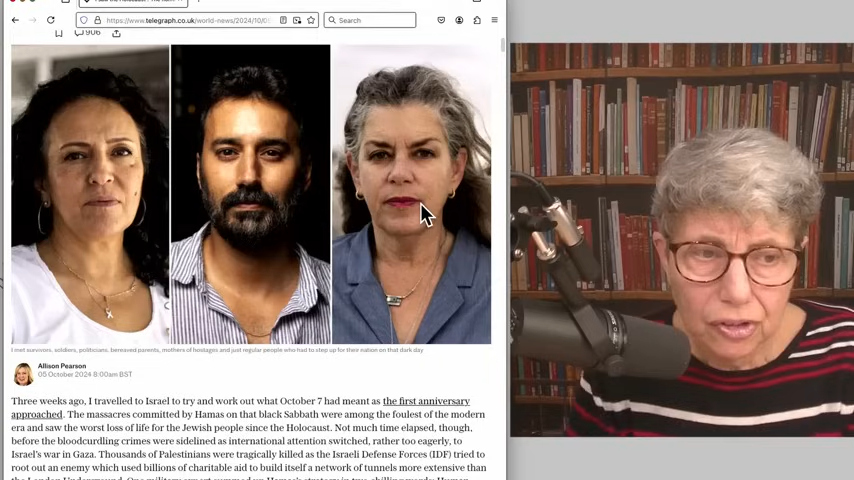 https://www.telegraph.co.uk/world-news/2024/10/05
Search
906
I met survivors, soldiers, politicians, bereaved parents, mothers of hostages and just regular people who had to step up for their nation on that dark day
Allison Pearson
05 October 2024 8:00am BST
Three weeks ago, I travelled to Israel to try and work out what October 7 had meant as the first anniversary
approached. The massacres committed by Hamas on that black Sabbath were among the foulest of the modern
era and saw the worst loss of life for the Jewish people since the Holocaust. Not much time elapsed, though,
before the bloodcurdling crimes were sidelined as international attention switched, rather too eagerly, to
Israel's war in Gaza. Thousands of Palestinians were tragically killed as the Israeli Defense Forces (IDF) tried to
root out an enemy which used billions of charitable aid to build itself a network of tunnels more extensive than